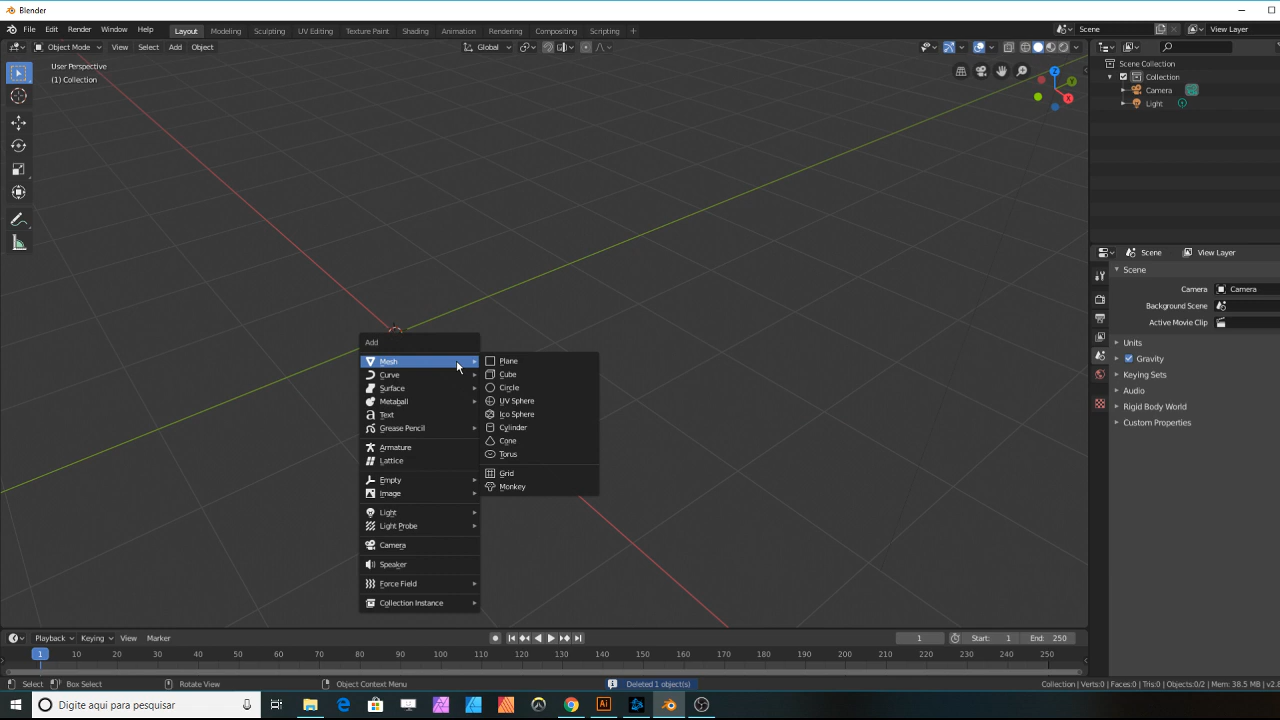 Blender
File Edit Render Window Help Layout Modeling Sculpting UV Editing Texture Paint Shading Animation Rendering Compositing Scripting Scene View Layer
Object Mode View Select Add Object Global
User Perspective
(1) Collection
Scene Collection
Collection
Camera
Light
Z
Y
X
Scene View Layer
Scene
Camera Camera
Background Scene
Active Movie Clip
Units
Gravity
Keying Sets
Audio
Rigid Body World
Custom Properties
Add
Mesh
Curve
Surface
Metaball
Text
Grease Pencil
Armature
Lattice
Empty
Image
Light
Light Probe
Camera
Speaker
Force Field
Collection Instance
Plane
Cube
Circle
UV Sphere
Ico Sphere
Cylinder
Cone
Torus
Grid
Monkey
Playback Keying View Marker 1 Start: 1 End: 250
1 10 20 30 40 50 60 70 80 90 100 110 120 130 140 150 160 170 180 190 200 210 220 230 240 250
Select Box Select Rotate View Object Context Menu Deleted 1 object(s) Collection | Verts:0 | Faces:0 | Tris:0 | Objects:0/2 | Mem: 38.5 MB | v2.8
Digite aqui para pesquisar
Ai